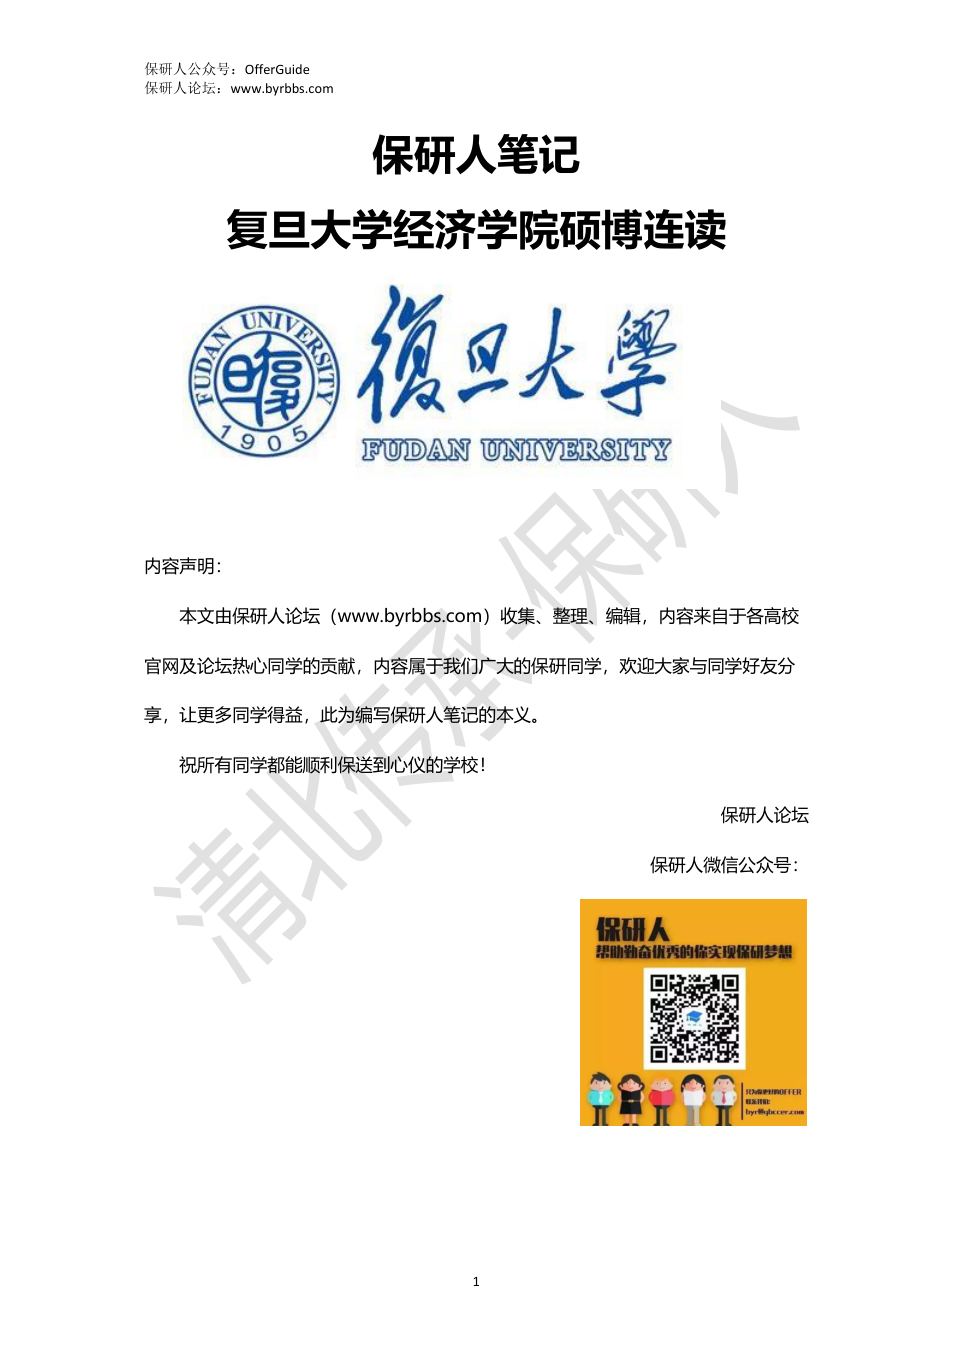 保研人公众号：OfferGuide
保研人论坛：www.byrbbs.com
保研人笔记
复旦大学经济学院硕博连读
FUDAN UNIVERSITY
1905
復旦大學
FUDAN UNIVERSITY
内容声明：
本文由保研人论坛（www.byrbbs.com）收集、整理、编辑，内容来自于各高校
官网及论坛热心同学的贡献，内容属于我们广大的保研同学，欢迎大家与同学好友分
享，让更多同学得益，此为编写保研人笔记的本义。
祝所有同学都能顺利保送到心仪的学校！
保研人论坛
保研人微信公众号：
保研人
帮助勤奋优秀的你实现保研梦想
清北传承-保研人
1